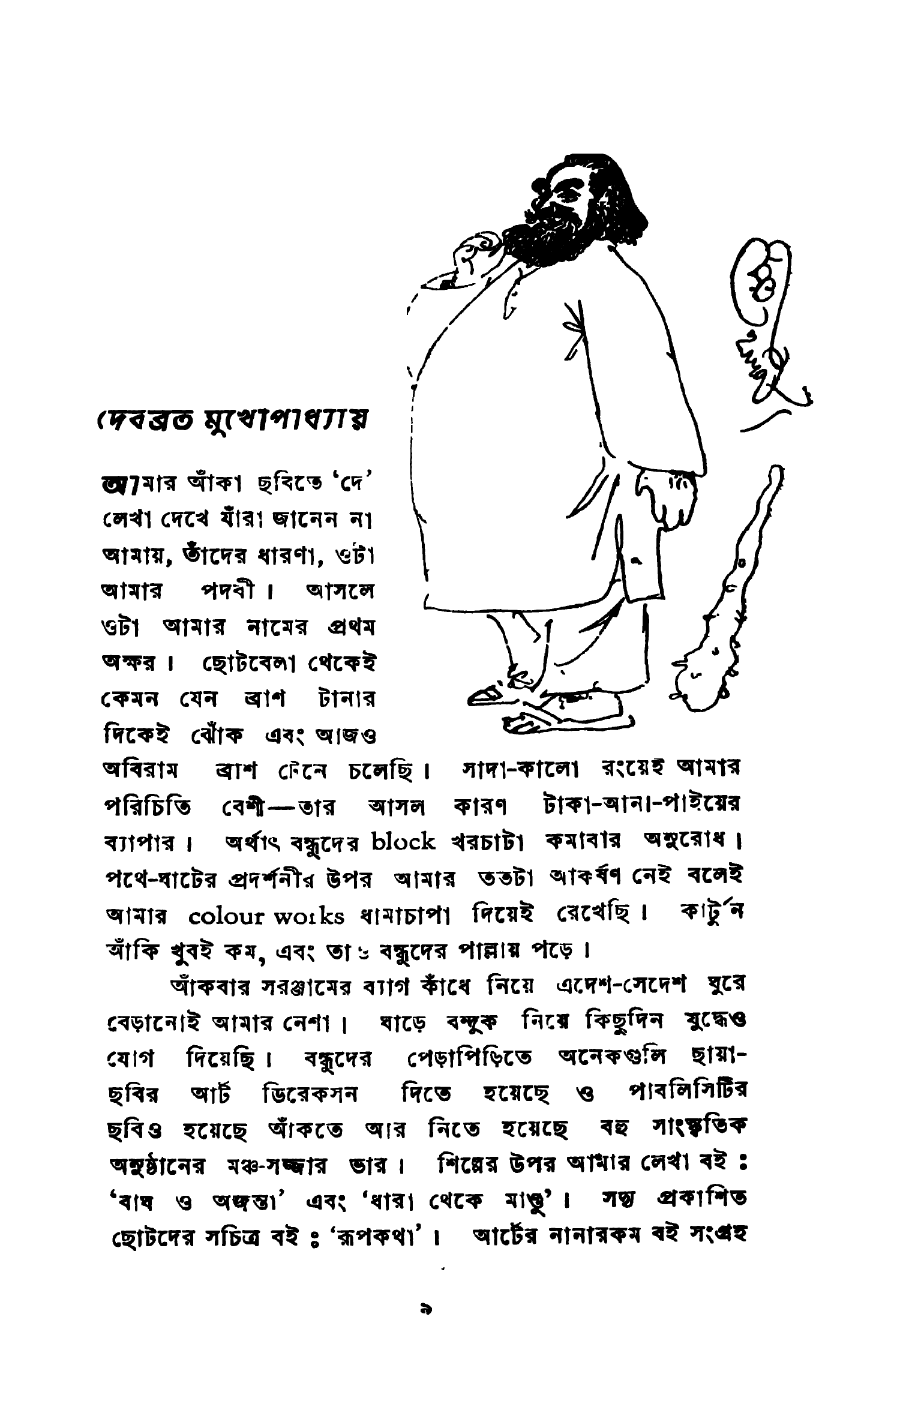 দেবব্রত মুখোপাধ্যায়
আমার আঁকা ছবিতে ‘দে’
লেখা দেখে যাঁরা জানেন না
আমায়, তাঁদের ধারণা, ওটা
আমার পদবী। আসলে
ওটা আমার নামের প্রথম
অক্ষর। ছোটবেলা থেকেই
কেমন যেন ব্রাশ টানার
দিকেই ঝোঁক এবং আজও
অবিরাম ব্রাশ টেনে চলেছি। সাদা-কালো রংয়েই আমার
পরিচিতি বেশী—তার আসল কারণ টাকা-আনা-পাইয়ের
ব্যাপার। অর্থাৎ বন্ধুদের block খরচাটা কমাবার অনুরোধ।
পথে-ঘাটের প্রদর্শনীর উপর আমার ততটা আকর্ষণ নেই বলেই
আমার colour works ধামাচাপা দিয়েই রেখেছি। কার্টুন
আঁকি খুবই কম, এবং তাও বন্ধুদের পাল্লায় পড়ে।
আঁকবার সরঞ্জামের ব্যাগ কাঁধে নিয়ে এদেশ-সেদেশ ঘুরে
বেড়ানোই আমার নেশা। ঘাড়ে বন্দুক নিয়ে কিছুদিন যুদ্ধেও
যোগ দিয়েছি। বন্ধুদের পেড়াপিড়িতে অনেকগুলি ছায়া-
ছবির আর্ট ডিরেকসন দিতে হয়েছে ও পাবলিসিটির
ছবিও হয়েছে আঁকতে আর নিতে হয়েছে বহু সাংস্কৃতিক
অনুষ্ঠানের মঞ্চ-সজ্জার ভার। শিল্পের উপর আমার লেখা বই :
‘বাঘ ও অজন্তা’ এবং ‘ধারা থেকে মাণ্ডু’। সদ্য প্রকাশিত
ছোটদের সচিত্র বই : ‘রূপকথা’। আর্টের নানারকম বই সংগ্রহ
৯